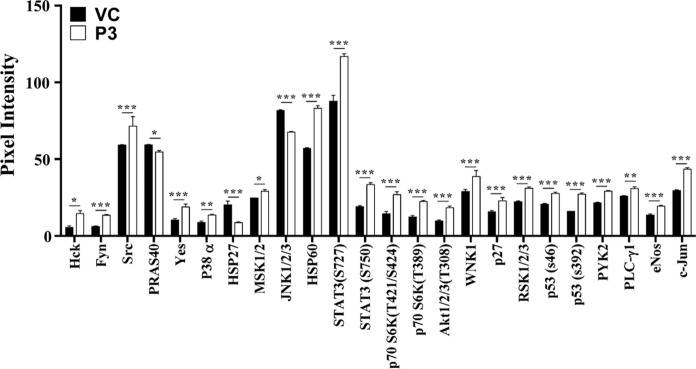 VC
P3
Pixel Intensity
150
100
50
0
*
***
***
*
***
**
***
*
***
***
***
***
***
***
***
***
***
***
***
***
***
**
***
***
Hck
Fyn
Src
PRAS40
Yes
P38 α
HSP27
MSK1/2
JNK1/2/3
HSP60
STAT3(S727)
STAT3 (S750)
p70 S6K(T421/S424)
p70 S6K(T389)
Akt1/2/3(T308)
WNK1
p27
RSK1/2/3
p53 (s46)
p53 (s392)
PYK2
PLC-γ1
eNos
c-Jun